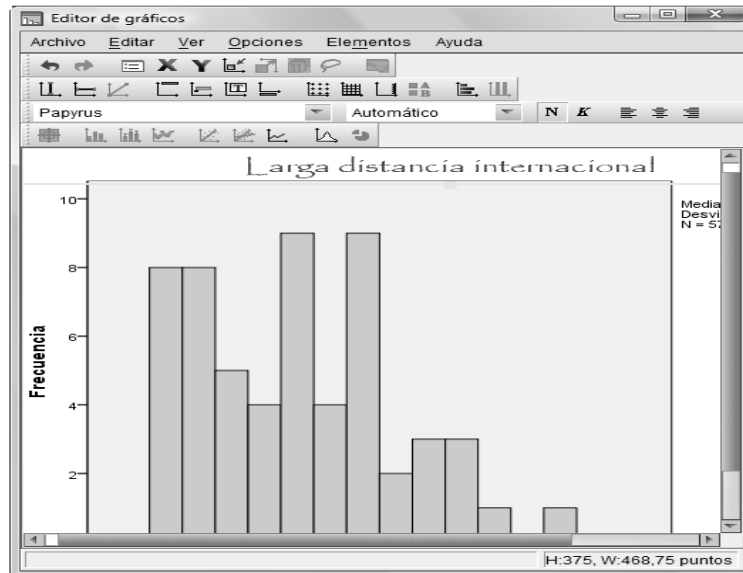 Editor de gráficos
Archivo Editar Ver Opciones Elementos Ayuda
X Y
Papyrus Automático N K
Larga distancia internacional
10
8
6
4
2
Frecuencia
Media
Desvi
N = 57
H:375, W:468,75 puntos